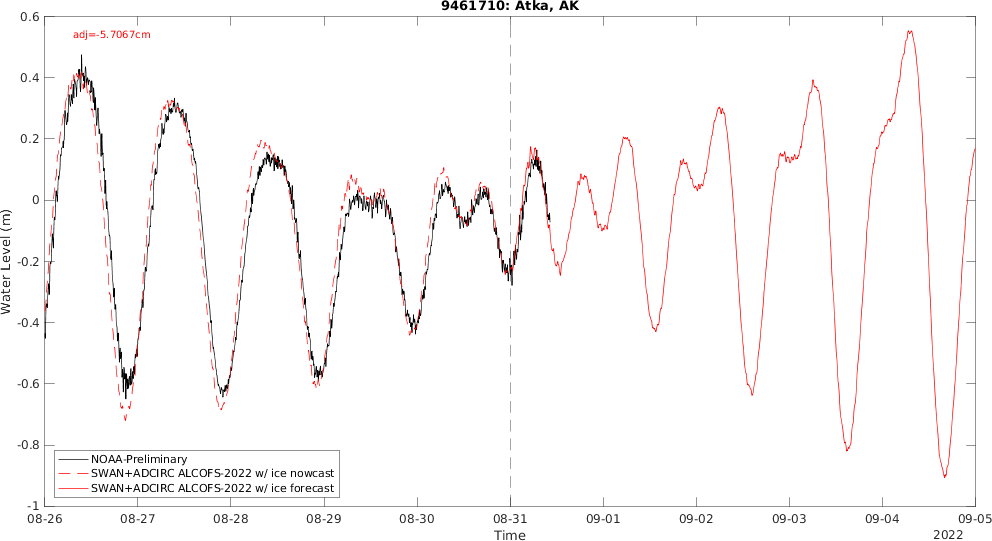 9461710: Atka, AK
adj=-5.7067cm
0.6
0.4
0.2
0
-0.2
-0.4
-0.6
-0.8
-1
Water Level (m)
NOAA-Preliminary
SWAN+ADCIRC ALCOFS-2022 w/ ice nowcast
SWAN+ADCIRC ALCOFS-2022 w/ ice forecast
08-26 08-27 08-28 08-29 08-30 08-31 09-01 09-02 09-03 09-04 09-05
Time
2022